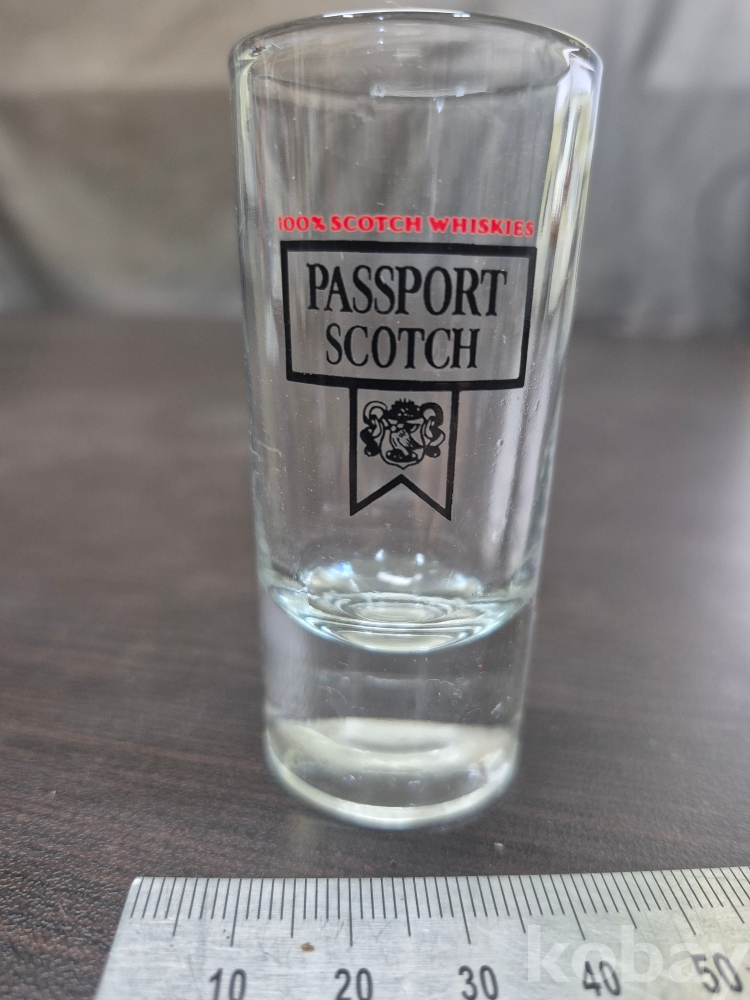 100% SCOTCH WHISKIES
PASSPORT
SCOTCH
10 20 30 40 50
kobay